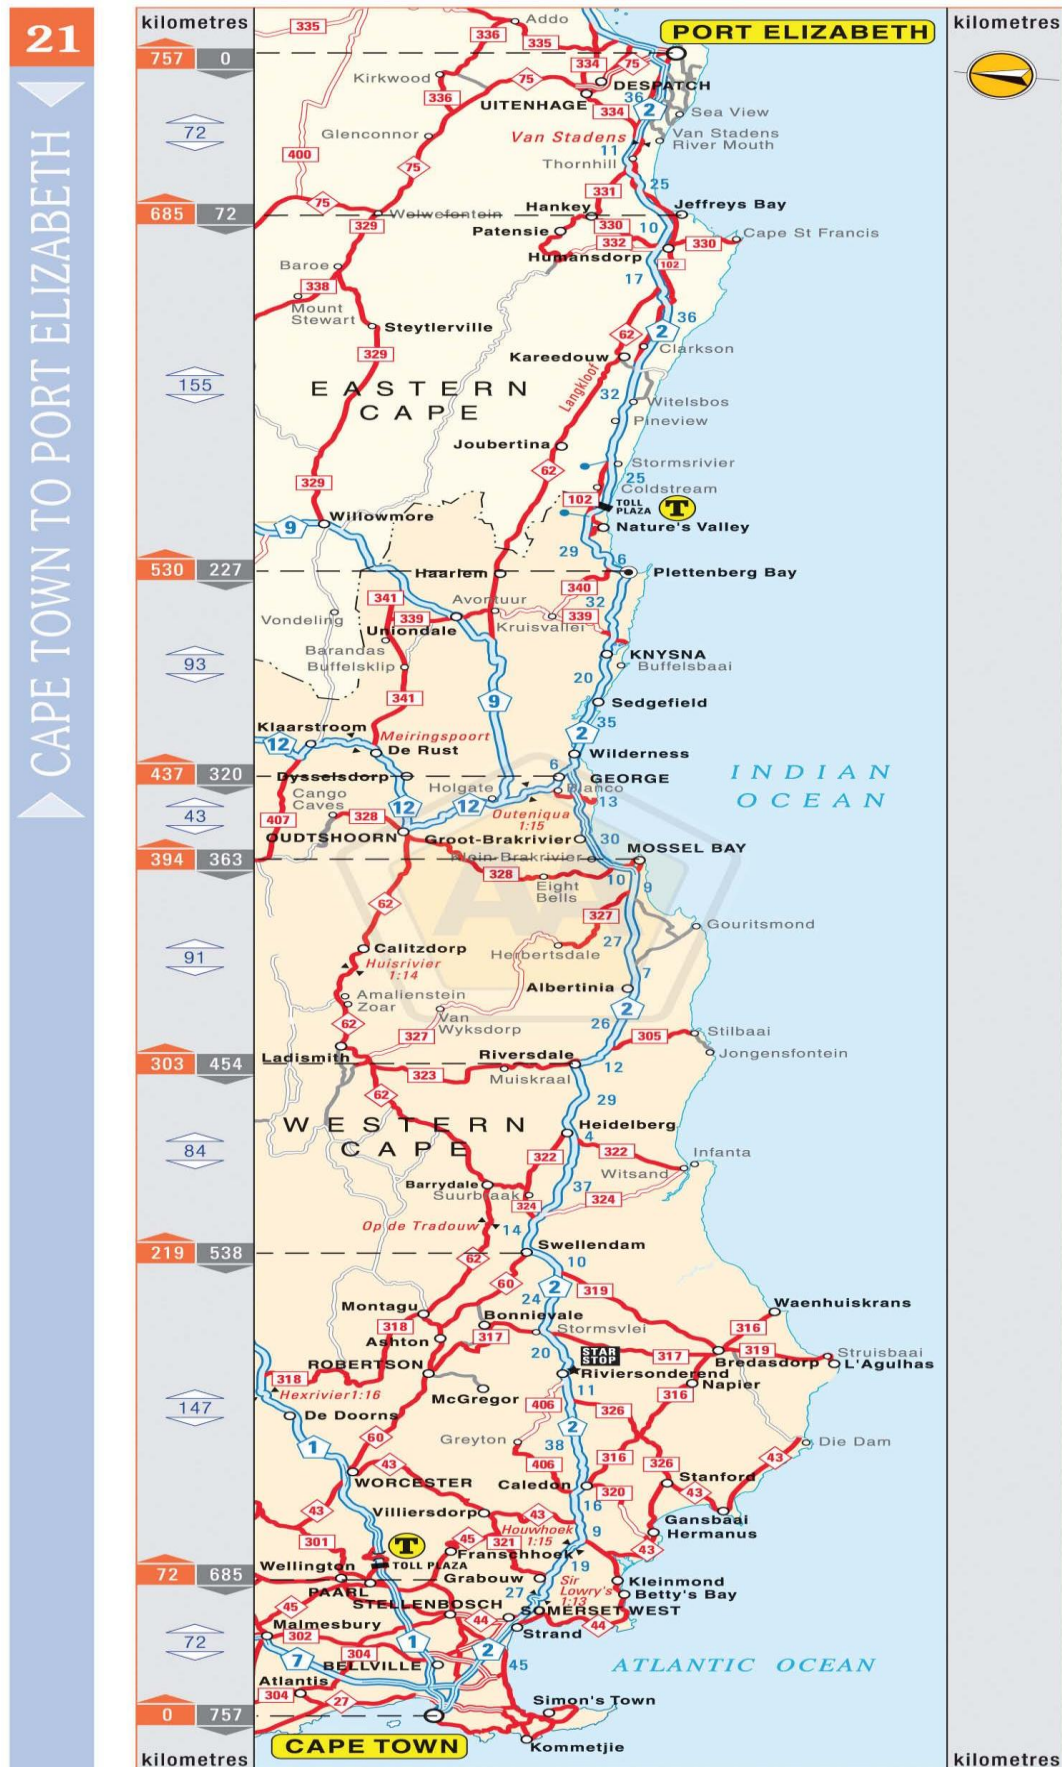 21
CAPE TOWN TO PORT ELIZABETH
kilometres
kilometres
757 0
72
685 72
155
530 227
93
437 320
43
394 363
91
303 454
84
219 538
147
72 685
72
0 757
kilometres
kilometres
335
336
Addo
335
PORT ELIZABETH
334
75
Kirkwood
75
DESPATCH
336
UITENHAGE
36
2
334
Sea View
Glenconnor
Van Stadens
Van Stadens
River Mouth
11
400
Thornhill
75
25
331
75
Hankey
Jeffreys Bay
Wolwefontein
329
330
10
Patensie
332
330
Cape St Francis
Humansdorp
102
Baroe
17
338
Mount
Stewart
36
Steytlerville
62
2
329
Kareedouw
Clarkson
EASTERN
CAPE
Langkloof
32
Witelsbos
Pineview
Joubertina
62
Stormsrivier
25
329
Coldstream
102
TOLL
PLAZA
T
Willowmore
9
Nature's Valley
29
6
Haarlem
Plettenberg Bay
340
341
Avontuur
32
Vondeling
339
Kruisvallei
339
Uniondale
Barandas
KNYSNA
Buffelsklip
Buffelsbaai
20
341
9
Sedgefield
35
Klaarstroom
2
Meiringspoort
12
De Rust
Wilderness
6
Dysselsdorp
GEORGE
INDIAN
OCEAN
Cango
Caves
Holgate
Blanco
13
12
12
407
328
Outeniqua
1:15
OUDTSHOORN
Groot-Brakrivier
30
Klein-Brakrivier
MOSSEL BAY
328
10
9
Eight
Bells
62
327
AA
Gouritsmond
Calitzdorp
27
Herbertsdale
Huisrivier
1:14
7
Albertinia
Amalienstein
Zoar
2
Van
Wyksdorp
62
26
327
305
Stilbaai
Ladismith
Riversdale
Jongensfontein
12
323
Muiskraal
62
29
WESTERN
CAPE
Heidelberg
4
322
322
Infanta
Witsand
Barrydale
Suurbraak
37
324
324
Op de Tradouw
14
Swellendam
62
10
60
2
319
24
Montagu
Waenhuiskrans
Bonnievale
318
316
Stormsvlei
Ashton
317
319
20
STAR
STOP
317
Struisbaai
ROBERTSON
Bredasdorp
L'Agulhas
318
Riviersonderend
Napier
Hexrivier1:16
McGregor
11
316
406
326
De Doorns
2
60
1
Greyton
38
Die Dam
316
43
43
406
326
WORCESTER
Stanford
Caledon
320
43
43
Villiersdorp
16
Gansbaai
43
Hermanus
301
Houwhoek
1:15
9
45
321
T
43
Franschhoek
TOLL PLAZA
Wellington
19
Grabouw
Sir
Lowry's
1:13
Kleinmond
PAARL
27
Betty's Bay
45
STELLENBOSCH
44
SOMERSET WEST
Malmesbury
44
302
Strand
1
2
304
7
BELLVILLE
45
ATLANTIC OCEAN
Atlantis
304
27
Simon's Town
CAPE TOWN
Kommetjie